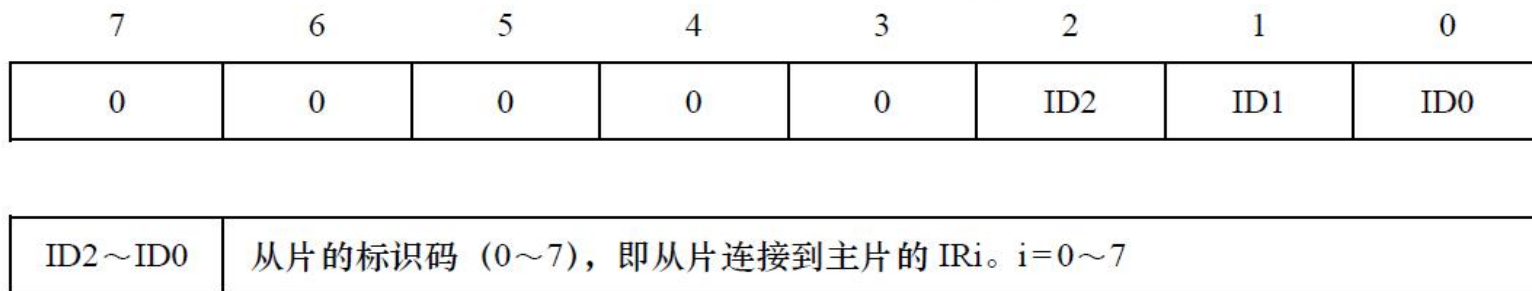 7 6 5 4 3 2 1 0
0 0 0 0 0 ID2 ID1 ID0
ID2～ID0 从片的标识码（0～7），即从片连接到主片的 IRi。i=0～7